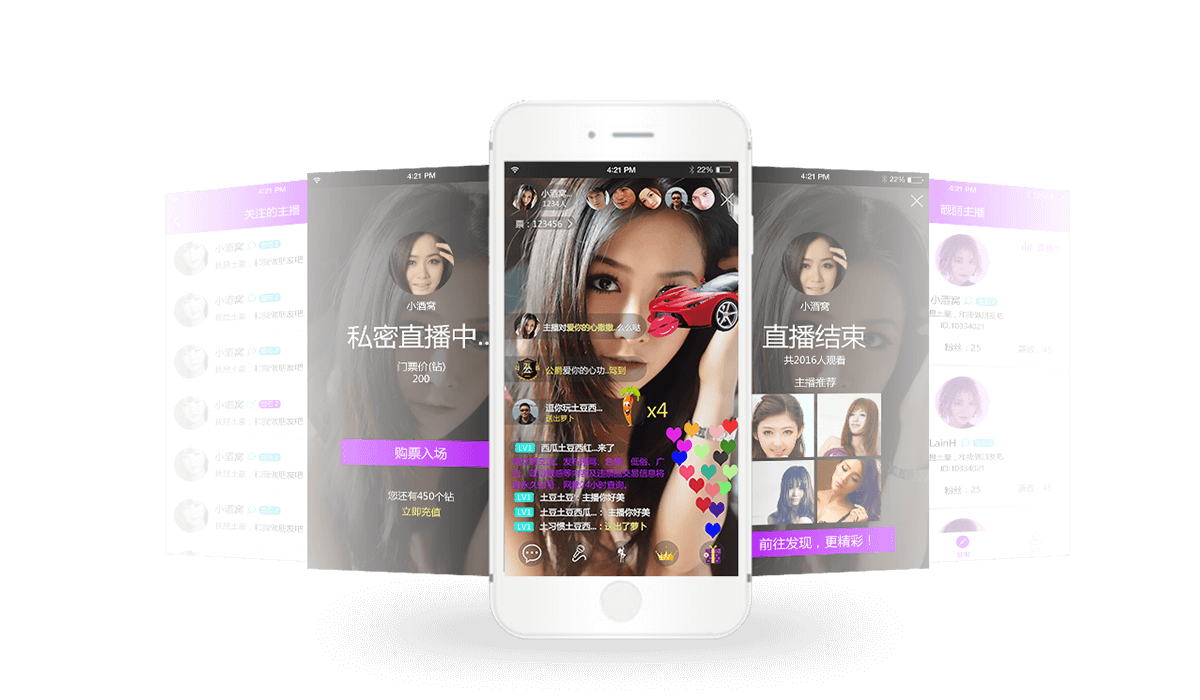 4:21 PM
关注的主播
小酒窝
小酒窝
小酒窝
小酒窝
小酒窝
小酒窝
4:21 PM
小酒窝
私密直播中..
门票价(钻)
200
购票入场
您还有450个钻
立即充值
4:21 PM 22%
小酒窝...
1234人
票：123456
主播对爱你的心撒撒..么么哒
公爵爱你的心功..驾到
逗你玩土豆西...
送出萝卜
x4
LV1 西瓜土豆西红...来了
LV1 土豆土豆：主播你好美
LV1 土豆土豆西瓜...：主播你好美
LV1 土习惯土豆西...：送出了萝卜
4:21 PM 22%
小酒窝
直播结束
共2016人观看
主播推荐
前往发现，更精彩！
4:21 PM
靓丽主播
小酒窝
ID:10334021
粉丝：25
LainH
ID:10334021
粉丝：25